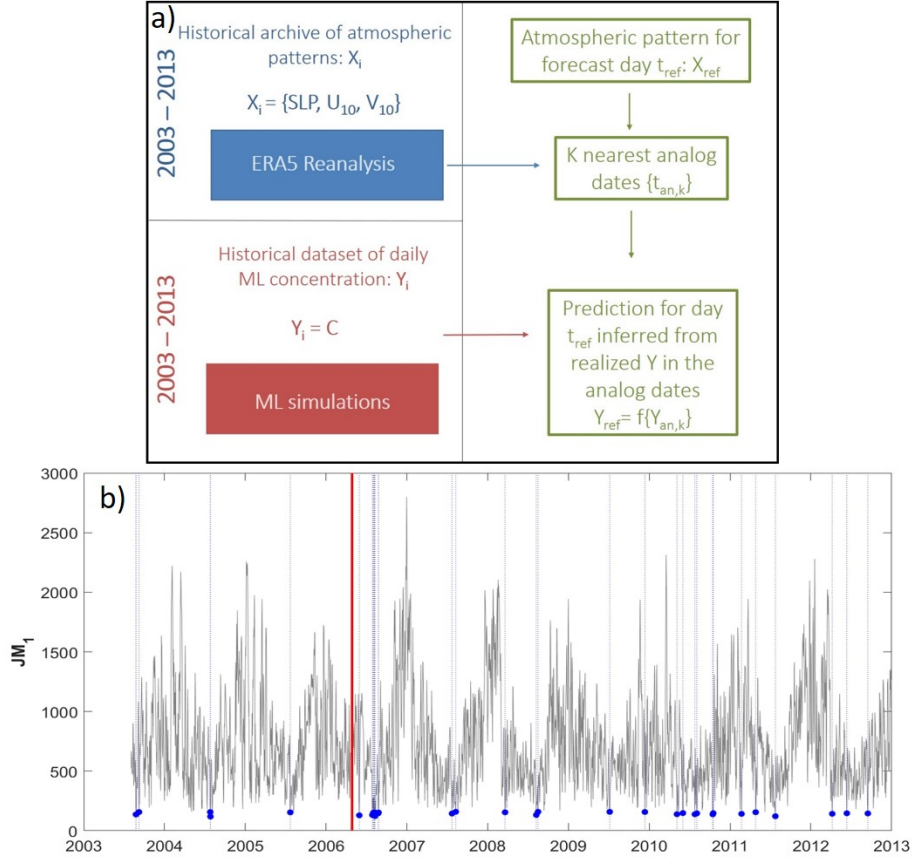 a)
2003 – 2013
Historical archive of atmospheric
patterns: Xi
Xi = {SLP, U10, V10}
ERA5 Reanalysis
Atmospheric pattern for
forecast day tref: Xref
K nearest analog
dates {tan,k}
2003 – 2013
Historical dataset of daily
ML concentration: Yi
Yi = C
ML simulations
Prediction for day
tref inferred from
realized Y in the
analog dates
Yref= f{Yan,k}
b)
JM1
3000
2500
2000
1500
1000
500
0
2003 2004 2005 2006 2007 2008 2009 2010 2011 2012 2013